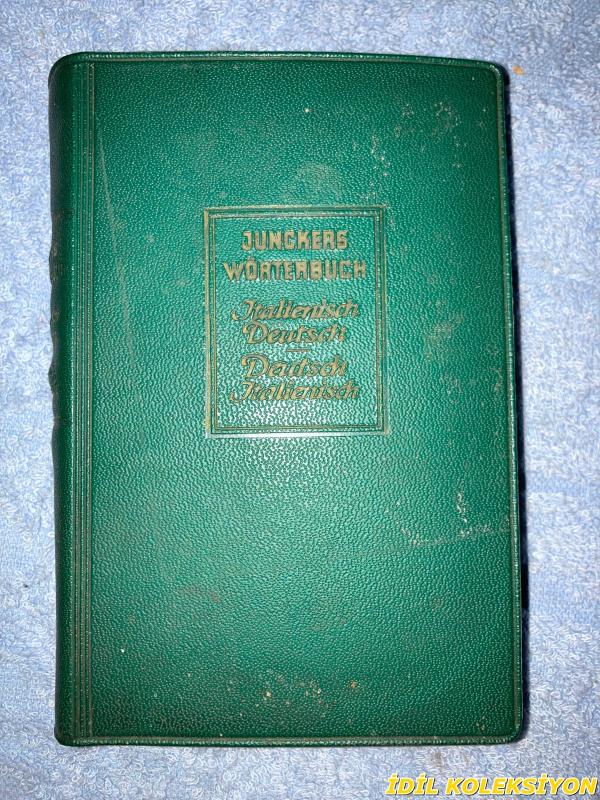 JUNCKERS
WÖRTERBUCH
Italienisch
Deutsch
Deutsch
Italienisch
İDİL KOLEKSİYON